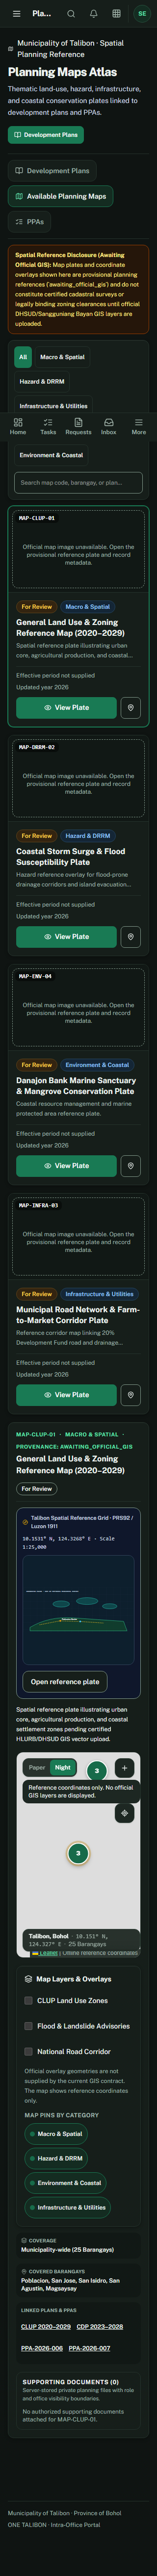 Pla...
SE
Municipality of Talibon · Spatial
Planning Reference
Planning Maps Atlas
Thematic land-use, hazard, infrastructure,
and coastal conservation plates linked to
development plans and PPAs.
Development Plans
Development Plans
Available Planning Maps
PPAs
Spatial Reference Disclosure (Awaiting
Official GIS): Map plates and coordinate
overlays shown here are provisional planning
references (`awaiting_official_gis`) and do not
constitute certified cadastral surveys or
legally binding zoning clearances until official
DHSUD/Sangguniang Bayan GIS layers are
uploaded.
All
Macro & Spatial
Hazard & DRRM
Infrastructure & Utilities
Home
Tasks
Requests
Inbox
More
Environment & Coastal
Search map code, barangay, or plan...
MAP-CLUP-01
Official map image unavailable. Open the
provisional reference plate and record
metadata.
For Review
Macro & Spatial
General Land Use & Zoning
Reference Map (2020–2029)
Spatial reference plate illustrating urban
core, agricultural production, and coastal...
Effective period not supplied
Updated year 2026
View Plate
MAP-DRRM-02
Official map image unavailable. Open the
provisional reference plate and record
metadata.
For Review
Hazard & DRRM
Coastal Storm Surge & Flood
Susceptibility Plate
Hazard reference overlay for flood-prone
drainage corridors and island evacuation...
Effective period not supplied
Updated year 2026
View Plate
MAP-ENV-04
Official map image unavailable. Open the
provisional reference plate and record
metadata.
For Review
Environment & Coastal
Danajon Bank Marine Sanctuary
& Mangrove Conservation Plate
Coastal resource management and marine
protected area reference plate.
Effective period not supplied
Updated year 2026
View Plate
MAP-INFRA-03
Official map image unavailable. Open the
provisional reference plate and record
metadata.
For Review
Infrastructure & Utilities
Municipal Road Network & Farm-
to-Market Corridor Plate
Reference corridor map linking 20%
Development Fund road and drainage...
Effective period not supplied
Updated year 2026
View Plate
MAP-CLUP-01 · MACRO & SPATIAL ·
PROVENANCE: AWAITING_OFFICIAL_GIS
General Land Use & Zoning
Reference Map (2020–2029)
For Review
Talibon Spatial Reference Grid · PRS92 /
Luzon 1911
10.1531° N, 124.3268° E · Scale
1:25,000
Open reference plate
Spatial reference plate illustrating urban
core, agricultural production, and coastal
settlement zones pending certified
HLURB/DHSUD GIS vector upload.
Paper
Night
3
+
Reference coordinates only. No official
GIS layers are displayed.
3
Talibon, Bohol · 10.151° N,
124.327° E · 25 Barangays
Leaflet | Offline reference coordinates
Map Layers & Overlays
CLUP Land Use Zones
Flood & Landslide Advisories
National Road Corridor
Official overlay geometries are not
supplied by the current GIS contract.
The map shows reference coordinates
only.
MAP PINS BY CATEGORY
Macro & Spatial
Hazard & DRRM
Environment & Coastal
Infrastructure & Utilities
COVERAGE
Municipality-wide (25 Barangays)
COVERED BARANGAYS
Poblacion, San Jose, San Isidro, San
Agustin, Magsaysay
LINKED PLANS & PPAS
CLUP 2020–2029
CDP 2023–2028
PPA-2026-006
PPA-2026-007
SUPPORTING DOCUMENTS (0)
Server-stored private planning files with role
and office visibility boundaries.
No authorized supporting documents
attached for MAP-CLUP-01.
Municipality of Talibon · Province of Bohol
ONE TALIBON · Intra-Office Portal